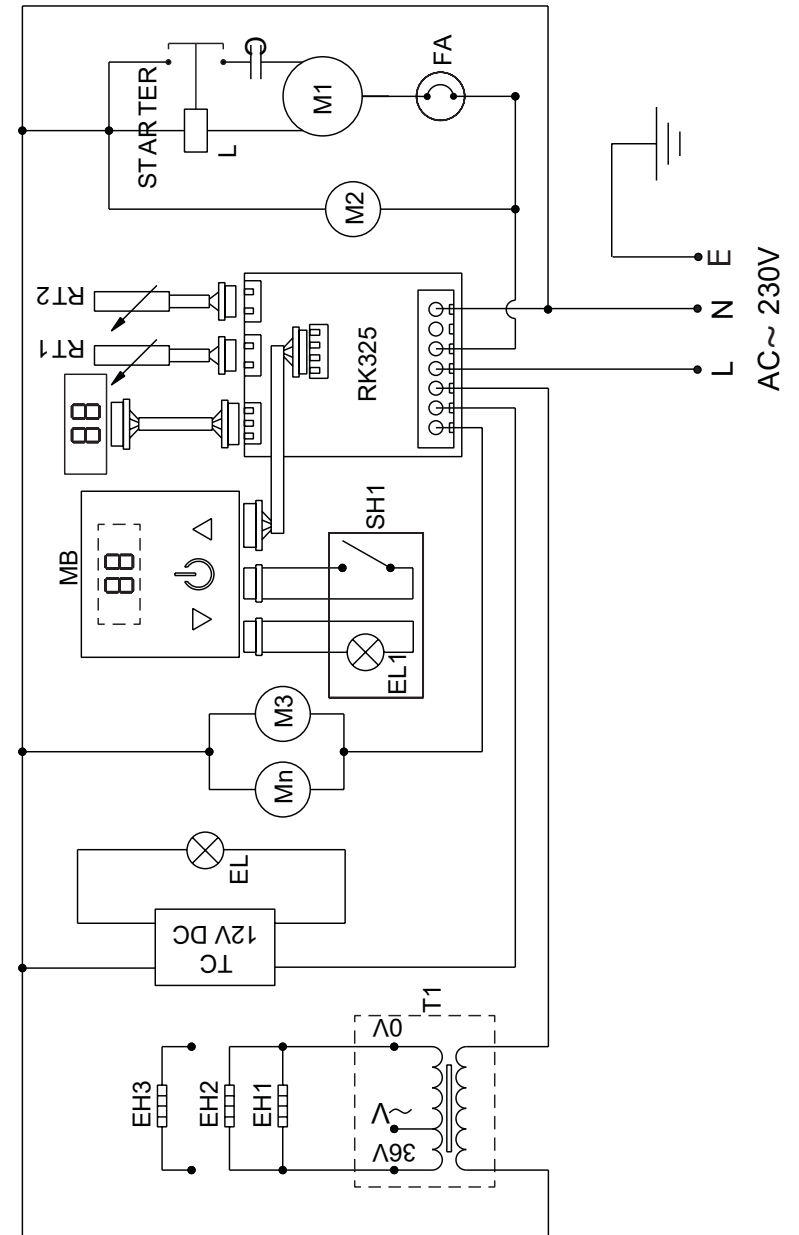 STARTER
L
C
M1
FA
M2
RT2
RT1
88
RK325
MB
88
SH1
EL1
M3
Mn
EL
TC
12V DC
EH3
EH2
EH1
T1
0V
V~
36V
E
N
L
AC~ 230V